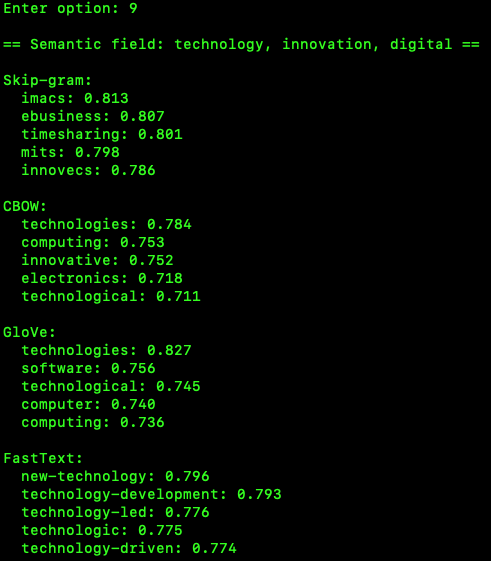 Enter option: 9
== Semantic field: technology, innovation, digital ==
Skip-gram:
imacs: 0.813
ebusiness: 0.807
timesharing: 0.801
mits: 0.798
innovecs: 0.786
CBOW:
technologies: 0.784
computing: 0.753
innovative: 0.752
electronics: 0.718
technological: 0.711
GloVe:
technologies: 0.827
software: 0.756
technological: 0.745
computer: 0.740
computing: 0.736
FastText:
new-technology: 0.796
technology-development: 0.793
technology-led: 0.776
technologic: 0.775
technology-driven: 0.774